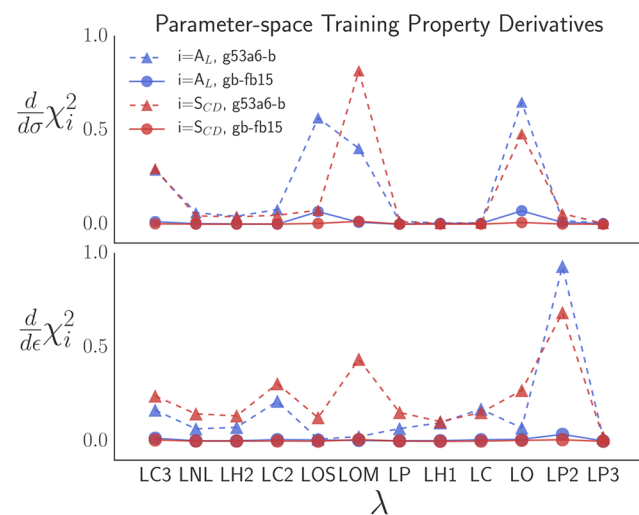 Parameter-space Training Property Derivatives
d/dσ χ_i^2
1.0
0.5
0.0
i=A_L, g53a6-b
i=A_L, gb-fb15
i=S_CD, g53a6-b
i=S_CD, gb-fb15
d/dϵ χ_i^2
1.0
0.5
0.0
LC3 LNL LH2 LC2 LOS LOM LP LH1 LC LO LP2 LP3
λ